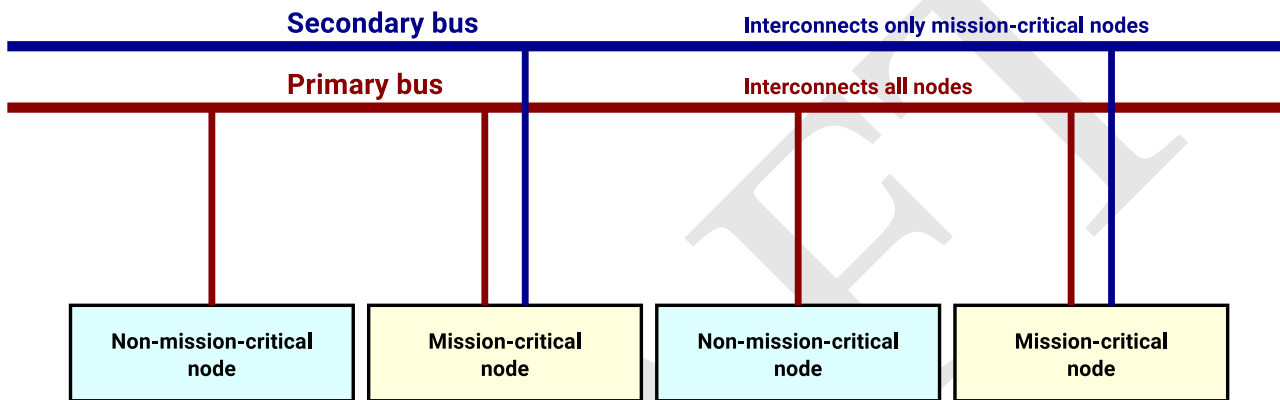 Secondary bus
Interconnects only mission-critical nodes
Primary bus
Interconnects all nodes
Non-mission-critical
node
Mission-critical
node
Non-mission-critical
node
Mission-critical
node